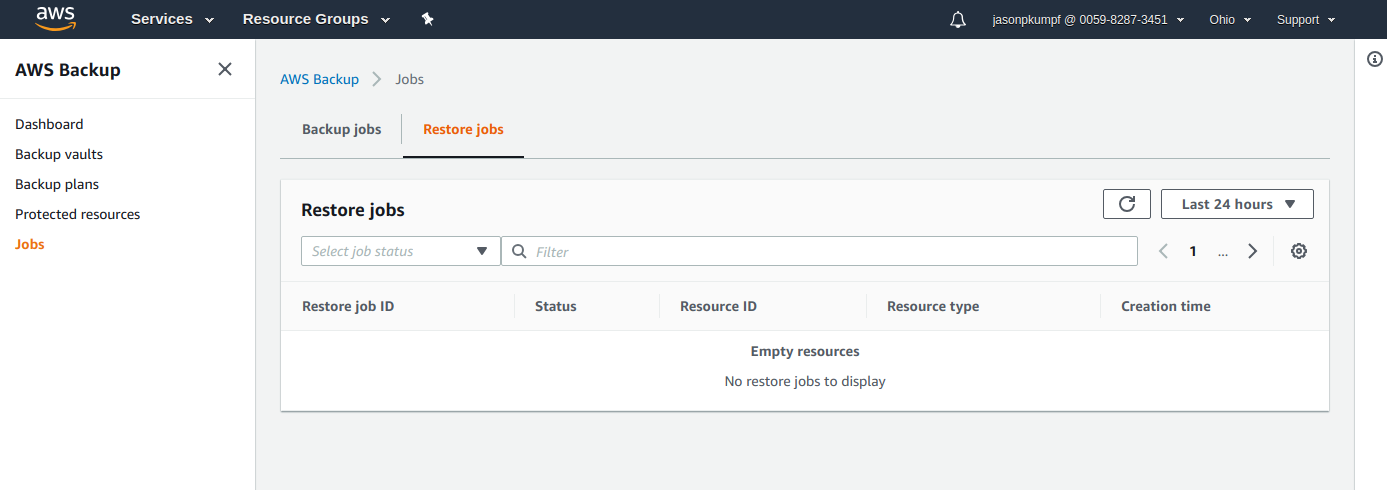 aws Services Resource Groups jasonpkumpf @ 0059-8287-3451 Ohio Support
AWS Backup
Dashboard
Backup vaults
Backup plans
Protected resources
Jobs
AWS Backup Jobs
Backup jobs Restore jobs
Restore jobs Last 24 hours
Select job status Filter 1 ...
Restore job ID Status Resource ID Resource type Creation time
Empty resources
No restore jobs to display